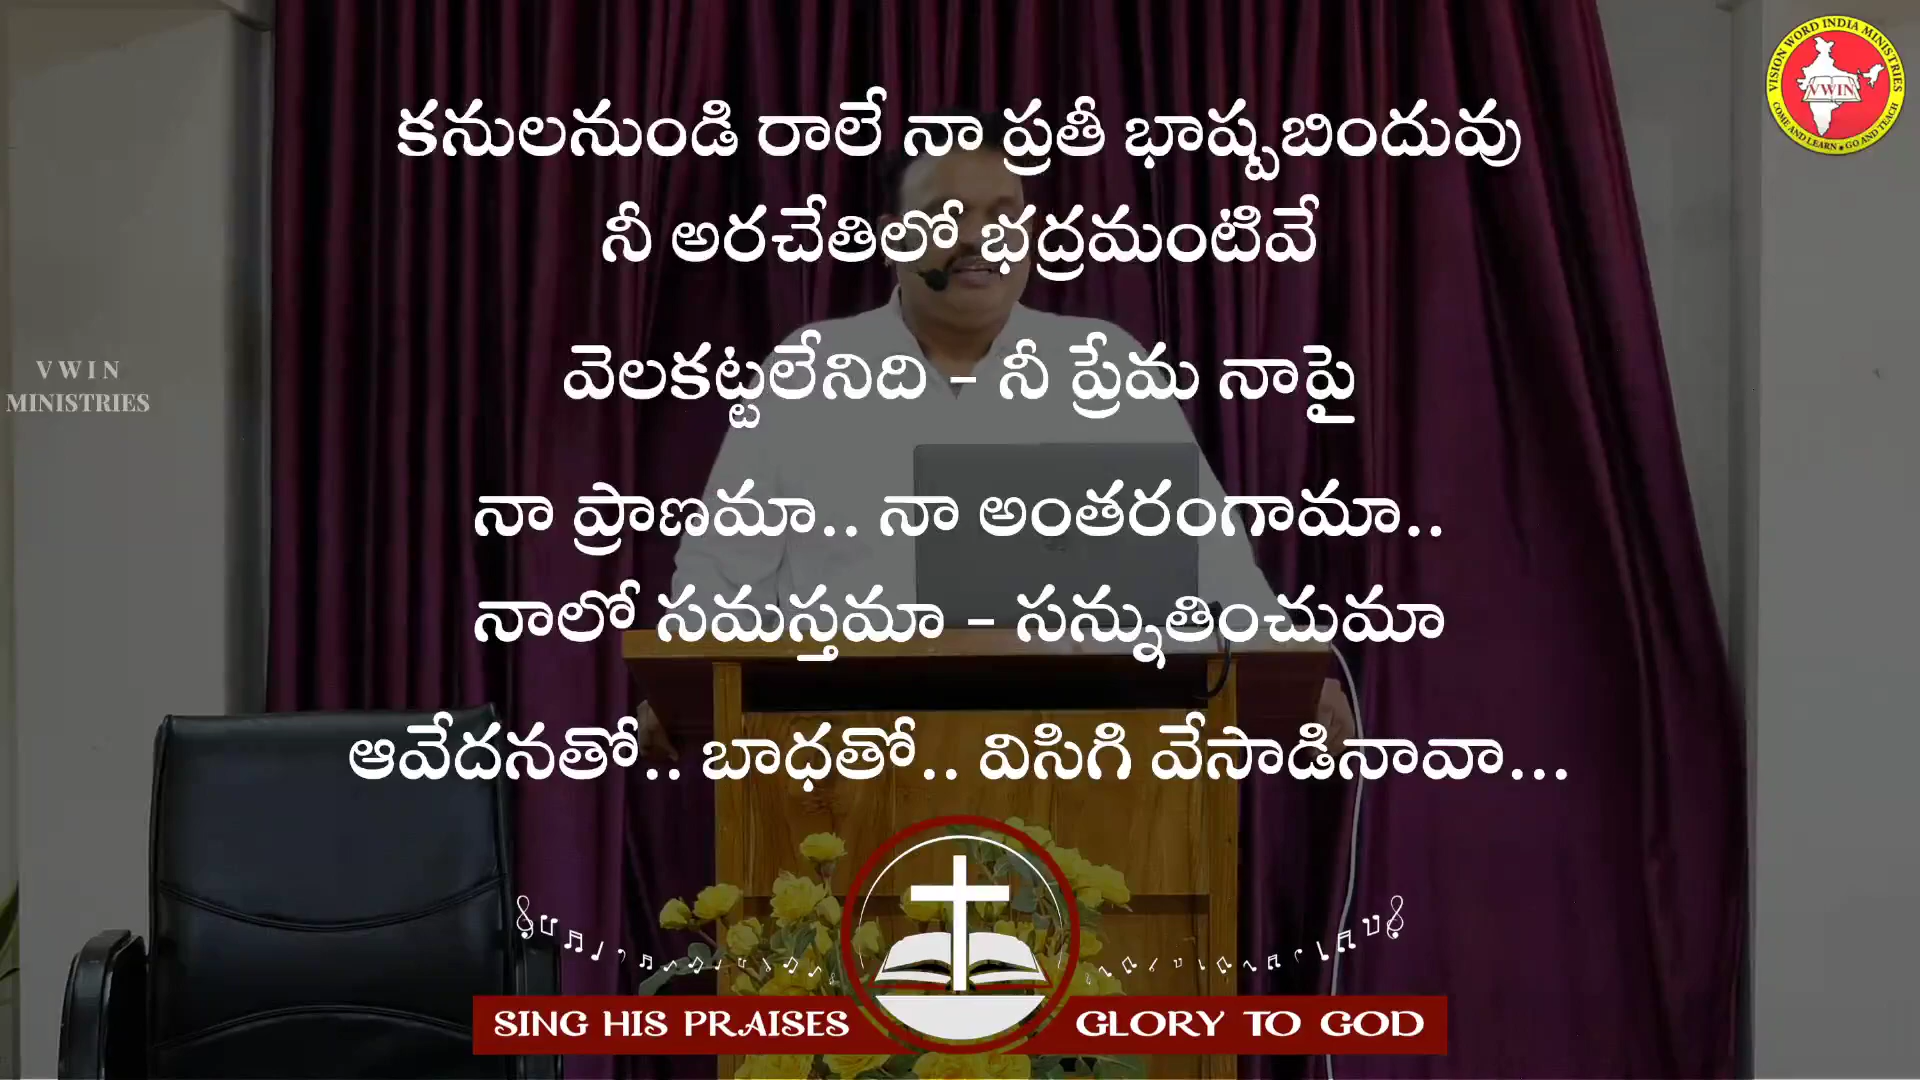 కనులనుండి రాలే నా ప్రతీ భాష్పబిందువు
నీ అరచేతిలో భద్రమంటివే
వెలకట్టలేనిది - నీ ప్రేమ నాపై
నా ప్రాణమా.. నా అంతరంగామా..
నాలో సమస్తమా - సన్నుతించుమా
ఆవేదనతో.. బాధతో.. విసిగి వేసాడినావా...
VWIN
MINISTRIES
VISION WORD INDIA MINISTRIES
VWIN
COME AND LEARN ● GO AND TEACH
SING HIS PRAISES
GLORY TO GOD